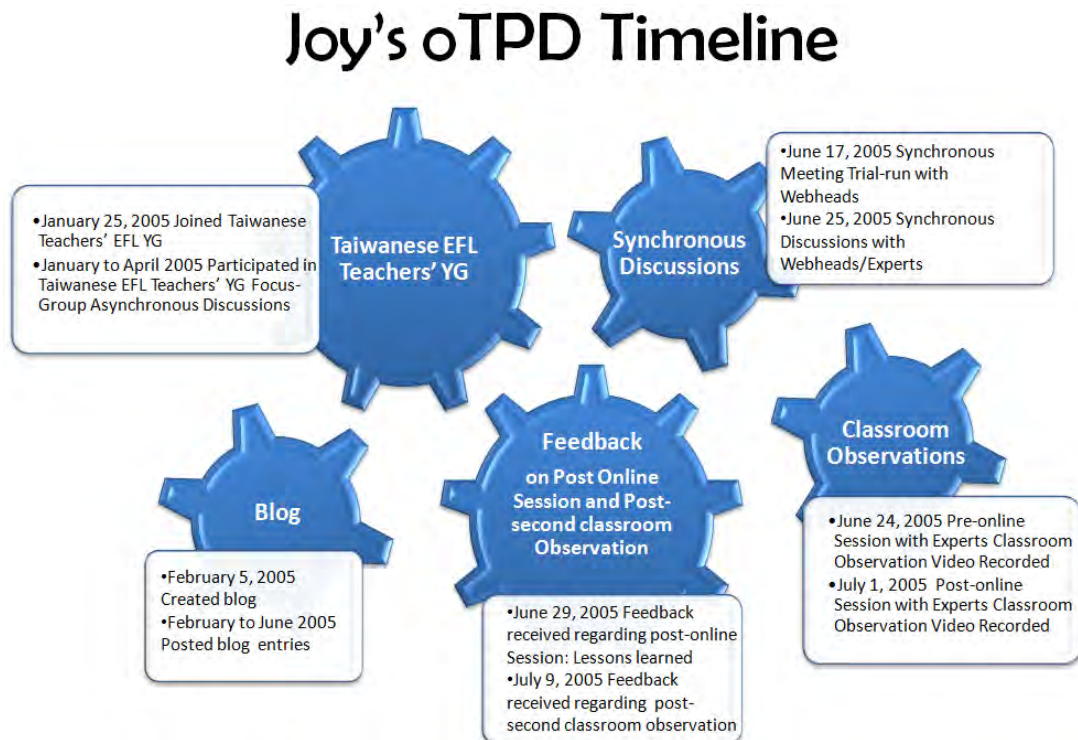 Joy's oTPD Timeline
•January 25, 2005 Joined Taiwanese
Teachers' EFL YG
•January to April 2005 Participated in
Taiwanese EFL Teachers' YG Focus-
Group Asynchronous Discussions
Taiwanese EFL
Teachers' YG
Synchronous
Discussions
•June 17, 2005 Synchronous
Meeting Trial-run with
Webheads
•June 25, 2005 Synchronous
Discussions with
Webheads/Experts
Blog
•February 5, 2005
Created blog
•February to June 2005
Posted blog entries
Feedback
on Post Online
Session and Post-
second classroom
Observation
•June 29, 2005 Feedback
received regarding post-online
Session: Lessons learned
•July 9, 2005 Feedback
received regarding post-
second classroom observation
Classroom
Observations
•June 24, 2005 Pre-online
Session with Experts Classroom
Observation Video Recorded
•July 1, 2005 Post-online
Session with Experts Classroom
Observation Video Recorded